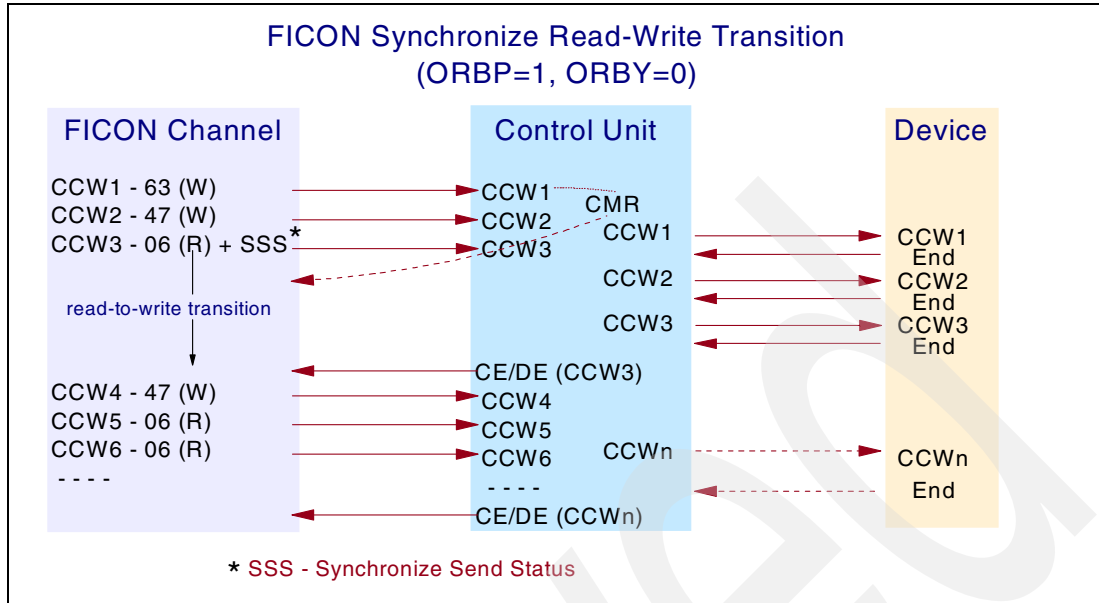 FICON Synchronize Read-Write Transition
(ORBP=1, ORBY=0)
FICON Channel
CCW1 - 63 (W)
CCW2 - 47 (W)
CCW3 - 06 (R) + SSS*
read-to-write transition
CCW4 - 47 (W)
CCW5 - 06 (R)
CCW6 - 06 (R)
- - - -
Control Unit
CCW1
CMR
CCW2
CCW1
CCW3
CCW2
CCW3
CE/DE (CCW3)
CCW4
CCW5
CCW6
CCWn
- - - -
CE/DE (CCWn)
Device
CCW1
End
CCW2
End
CCW3
End
CCWn
End
* SSS - Synchronize Send Status